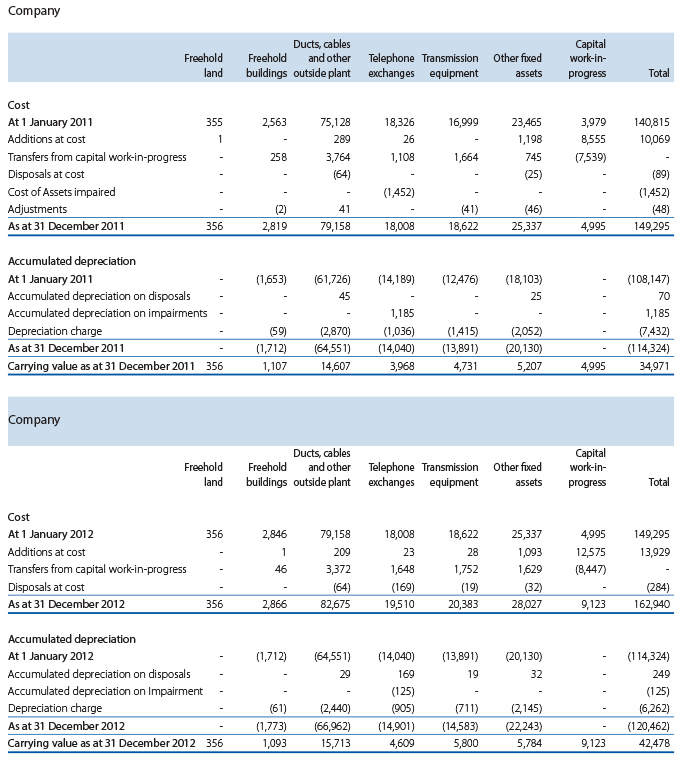 Company
Ducts, cables Capital
Freehold Freehold and other Telephone Transmission Other fixed work-in-
land buildings outside plant exchanges equipment assets progress Total
Cost
At 1 January 2011 355 2,563 75,128 18,326 16,999 23,465 3,979 140,815
Additions at cost 1 - 289 26 - 1,198 8,555 10,069
Transfers from capital work-in-progress - 258 3,764 1,108 1,664 745 (7,539) -
Disposals at cost - - (64) - - (25) - (89)
Cost of Assets impaired - - - (1,452) - - - (1,452)
Adjustments - (2) 41 - (41) (46) - (48)
As at 31 December 2011 356 2,819 79,158 18,008 18,622 25,337 4,995 149,295
Accumulated depreciation
At 1 January 2011 - (1,653) (61,726) (14,189) (12,476) (18,103) - (108,147)
Accumulated depreciation on disposals - - 45 - - 25 - 70
Accumulated depreciation on impairments - - - 1,185 - - - 1,185
Depreciation charge - (59) (2,870) (1,036) (1,415) (2,052) - (7,432)
As at 31 December 2011 - (1,712) (64,551) (14,040) (13,891) (20,130) - (114,324)
Carrying value as at 31 December 2011 356 1,107 14,607 3,968 4,731 5,207 4,995 34,971
Company
Ducts, cables Capital
Freehold Freehold and other Telephone Transmission Other fixed work-in-
land buildings outside plant exchanges equipment assets progress Total
Cost
At 1 January 2012 356 2,846 79,158 18,008 18,622 25,337 4,995 149,295
Additions at cost - 1 209 23 28 1,093 12,575 13,929
Transfers from capital work-in-progress - 46 3,372 1,648 1,752 1,629 (8,447) -
Disposals at cost - - (64) (169) (19) (32) - (284)
As at 31 December 2012 356 2,866 82,675 19,510 20,383 28,027 9,123 162,940
Accumulated depreciation
At 1 January 2012 - (1,712) (64,551) (14,040) (13,891) (20,130) - (114,324)
Accumulated depreciation on disposals - - 29 169 19 32 - 249
Accumulated depreciation on Impairment - - - (125) - - - (125)
Depreciation charge - (61) (2,440) (905) (711) (2,145) - (6,262)
As at 31 December 2012 - (1,773) (66,962) (14,901) (14,583) (22,243) - (120,462)
Carrying value as at 31 December 2012 356 1,093 15,713 4,609 5,800 5,784 9,123 42,478